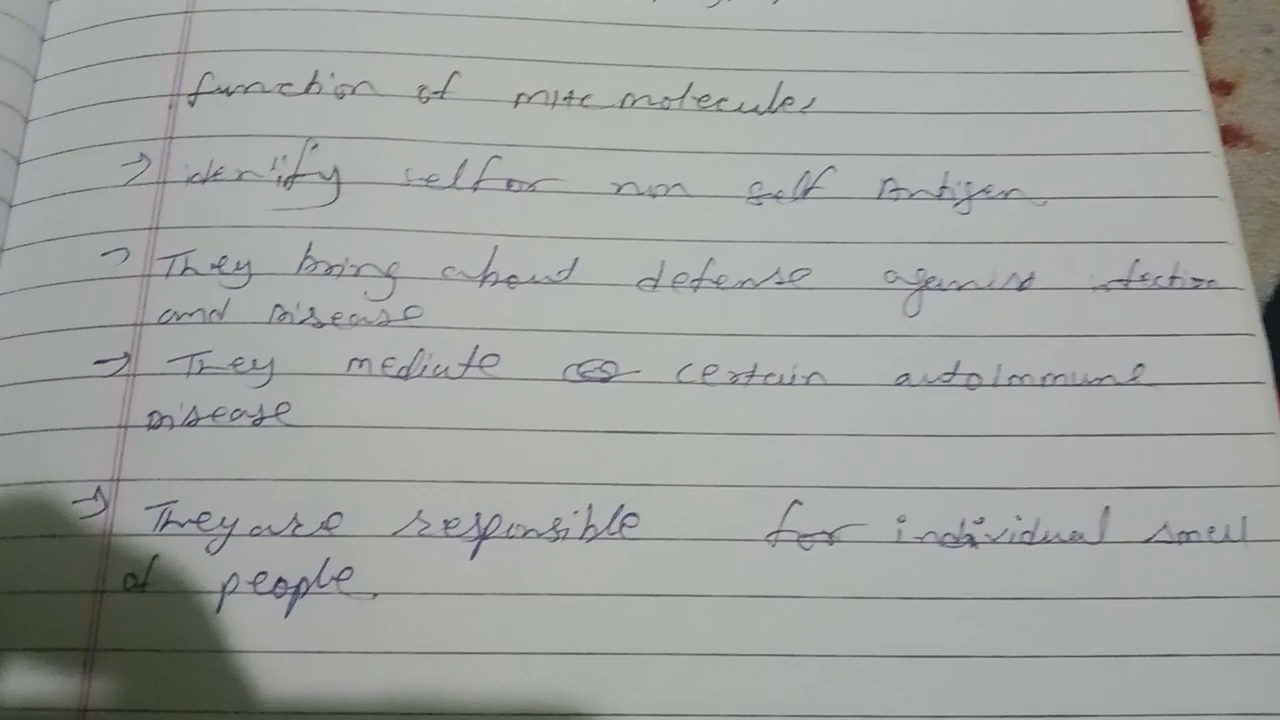 function of MHC molecules
→ identify self or non self Antigen.
→ They bring about defense against infection
and Disease
→ They mediate certain autoimmune
Disease
→ They are responsible for individual smell
of people.